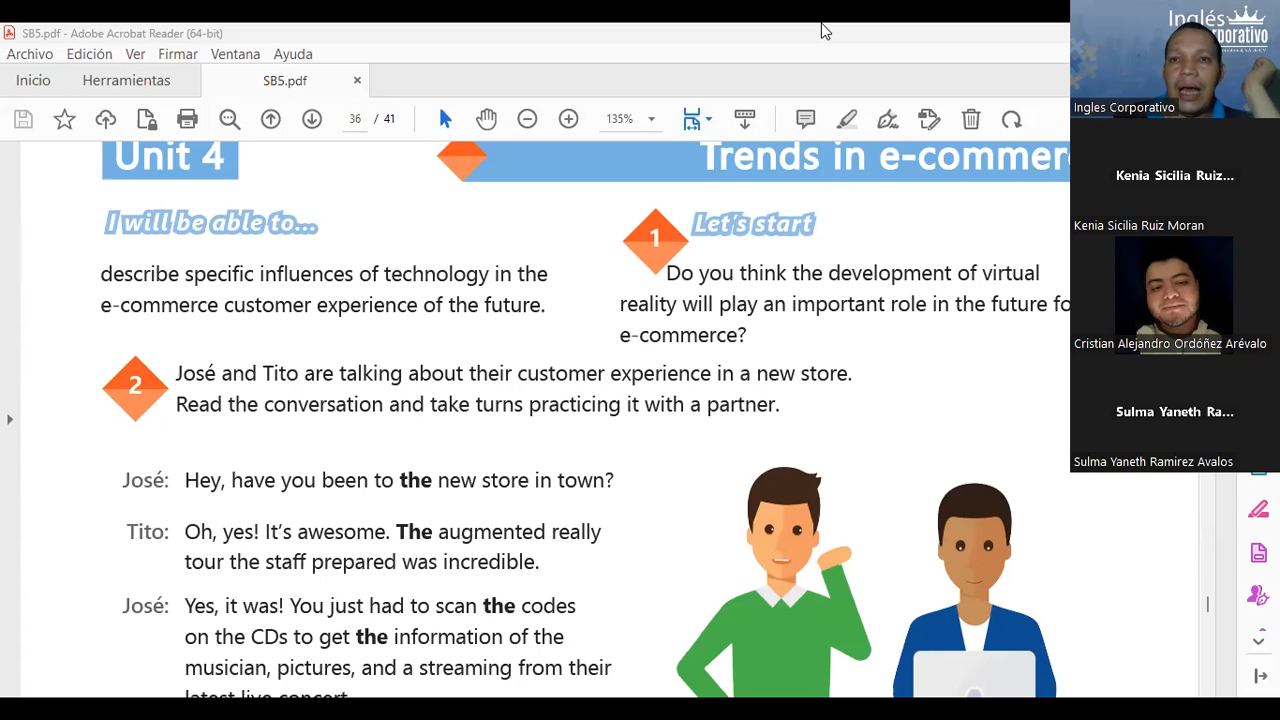 SB5.pdf - Adobe Acrobat Reader (64-bit)
Archivo Edición Ver Firmar Ventana Ayuda
Inicio Herramientas SB5.pdf ×
36 / 41 135%
Unit 4
Trends in e-commer
I will be able to...
describe specific influences of technology in the
e-commerce customer experience of the future.
1 Let's start
Do you think the development of virtual
reality will play an important role in the future fo
e-commerce?
2 José and Tito are talking about their customer experience in a new store.
Read the conversation and take turns practicing it with a partner.
José: Hey, have you been to the new store in town?
Tito: Oh, yes! It's awesome. The augmented really
tour the staff prepared was incredible.
José: Yes, it was! You just had to scan the codes
on the CDs to get the information of the
musician, pictures, and a streaming from their
latest live concert
Inglés
Corporativo
Ingles Corporativo
Kenia Sicilia Ruiz...
Kenia Sicilia Ruiz Moran
Cristian Alejandro Ordóñez Arévalo
Sulma Yaneth Ra...
Sulma Yaneth Ramirez Avalos